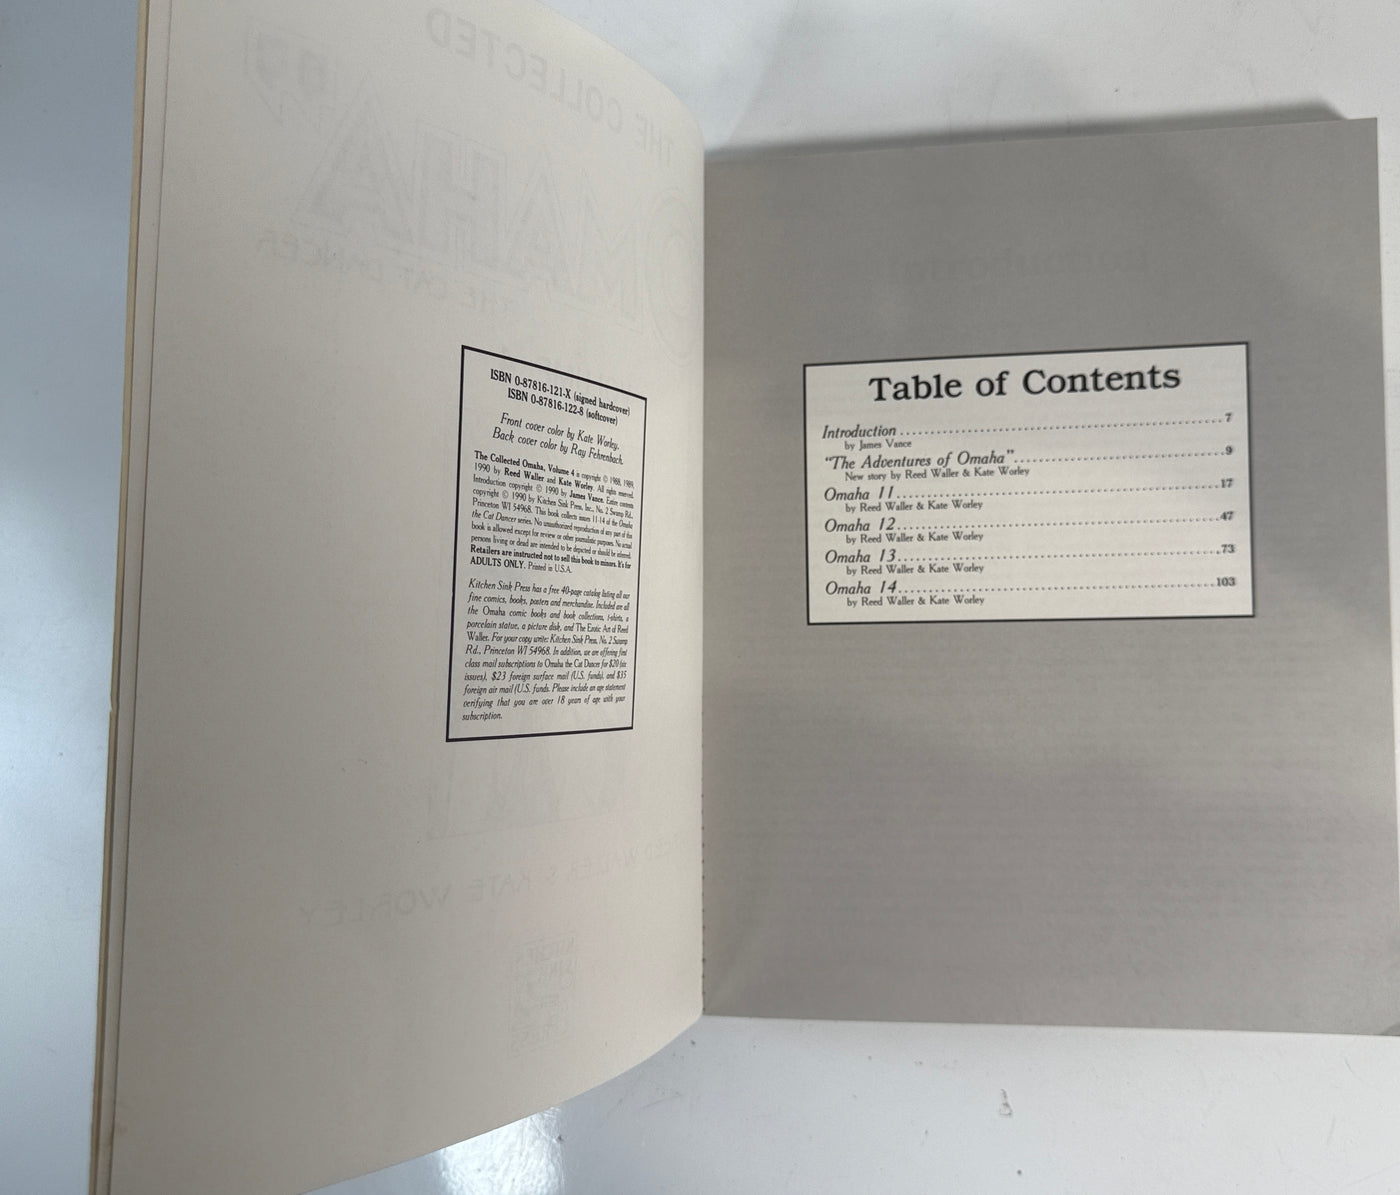 ISBN 0-87816-121-X (signed hardcover)
ISBN 0-87816-122-8 (softcover)
Front cover color by Kate Worley.
Back cover color by Ray Fehrenbach.
The Collected Omaha, Volume 4 is copyright © 1988, 1989,
1990 by Reed Waller and Kate Worley. All rights reserved.
Introduction copyright © 1990 by James Vance. Entire contents
copyright © 1990 by Kitchen Sink Press, Inc., No. 2 Swamp Rd.,
Princeton WI 54968. This book collects issues 11-14 of the Omaha
the Cat Dancer series. No unauthorized reproduction of any part of this
book is allowed except for review or other journalistic purposes. No actual
persons living or dead are intended to be depicted or should be inferred.
Retailers are instructed not to sell this book to minors. It's for
ADULTS ONLY. Printed in U.S.A.
Kitchen Sink Press has a free 40-page catalog listing all our
fine comics, books, posters and merchandise. Included are all
the Omaha comic books and book collections, t-shirts, a
porcelain statue, a picture disk, and The Erotic Art of Reed
Waller. For your copy write: Kitchen Sink Press, No. 2 Swamp
Rd., Princeton WI 54968. In addition, we are offering first
class mail subscriptions to Omaha the Cat Dancer for $20 (six
issues), $23 foreign surface mail (U.S. funds), and $35
foreign air mail (U.S. funds. Please include an age statement
verifying that you are over 18 years of age with your
subscription.
Table of Contents
Introduction ........ 7
by James Vance
"The Adventures of Omaha" ........ 9
New story by Reed Waller & Kate Worley
Omaha 11 ........ 17
by Reed Waller & Kate Worley
Omaha 12 ........ 47
by Reed Waller & Kate Worley
Omaha 13 ........ 73
by Reed Waller & Kate Worley
Omaha 14 ........ 103
by Reed Waller & Kate Worley